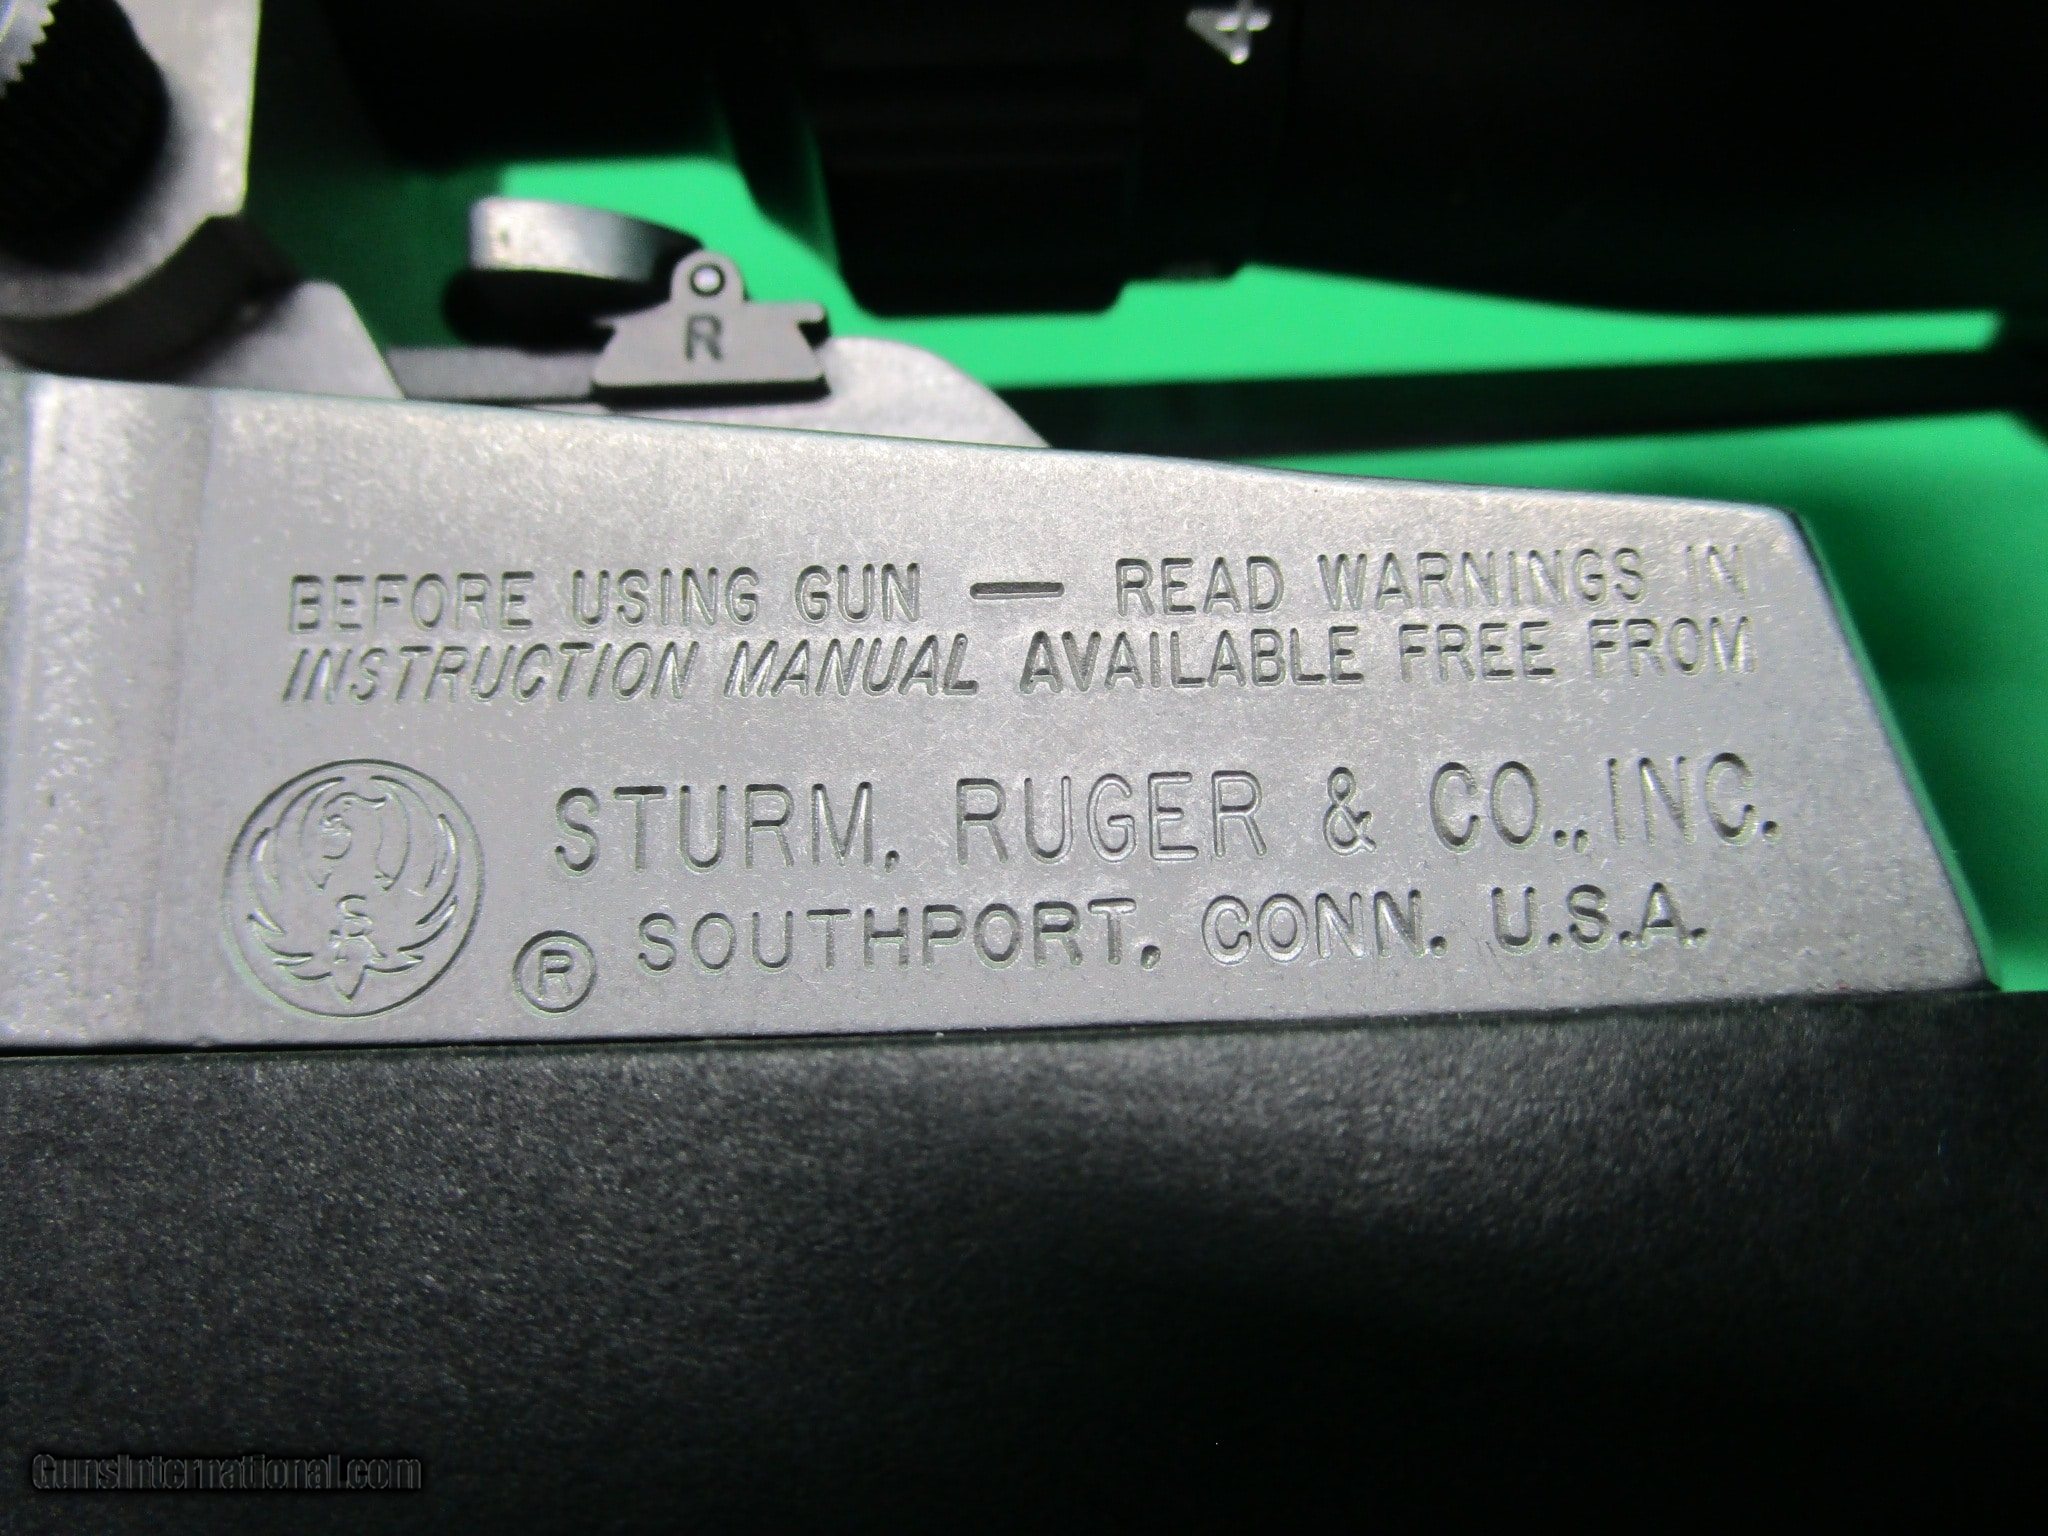 4
R
BEFORE USING GUN — READ WARNINGS IN
INSTRUCTION MANUAL AVAILABLE FREE FROM
STURM, RUGER & CO., INC.
® SOUTHPORT, CONN. U.S.A.
GunsInternational.com